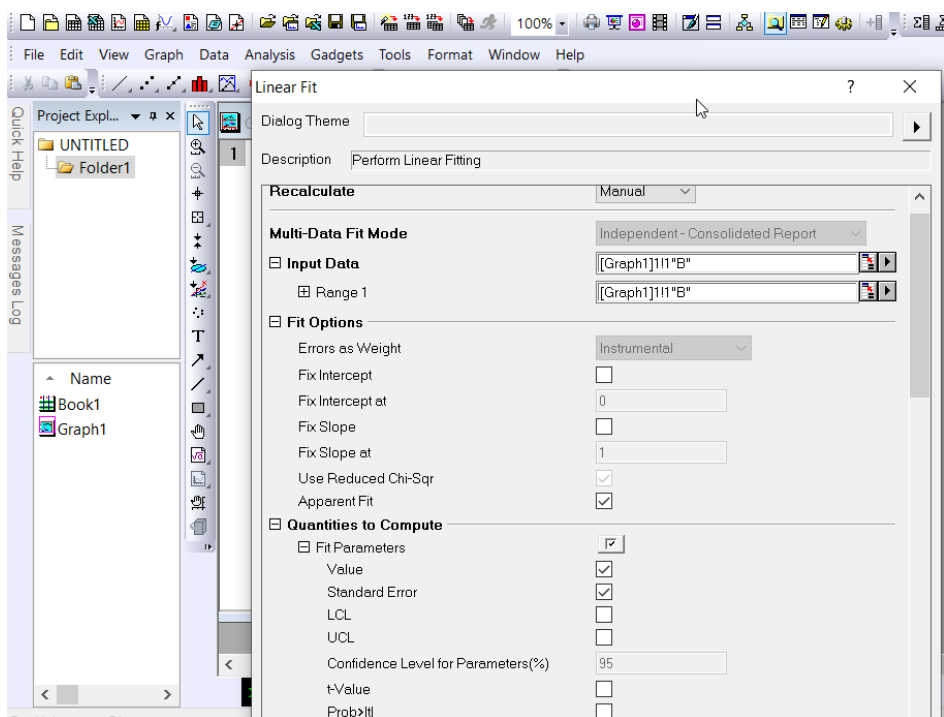 100%
File Edit View Graph Data Analysis Gadgets Tools Format Window Help
Linear Fit ? ×
Quick Help
Messages Log
Project Expl...
UNTITLED
Folder1
Name
Book1
Graph1
1
T
Dialog Theme
Description Perform Linear Fitting
Recalculate Manual
Multi-Data Fit Mode Independent - Consolidated Report
Input Data [Graph1]1!1"B"
Range 1 [Graph1]1!1"B"
Fit Options
Errors as Weight Instrumental
Fix Intercept
Fix Intercept at 0
Fix Slope
Fix Slope at 1
Use Reduced Chi-Sqr
Apparent Fit
Quantities to Compute
Fit Parameters
Value
Standard Error
LCL
UCL
Confidence Level for Parameters(%) 95
t-Value
Prob>|t|